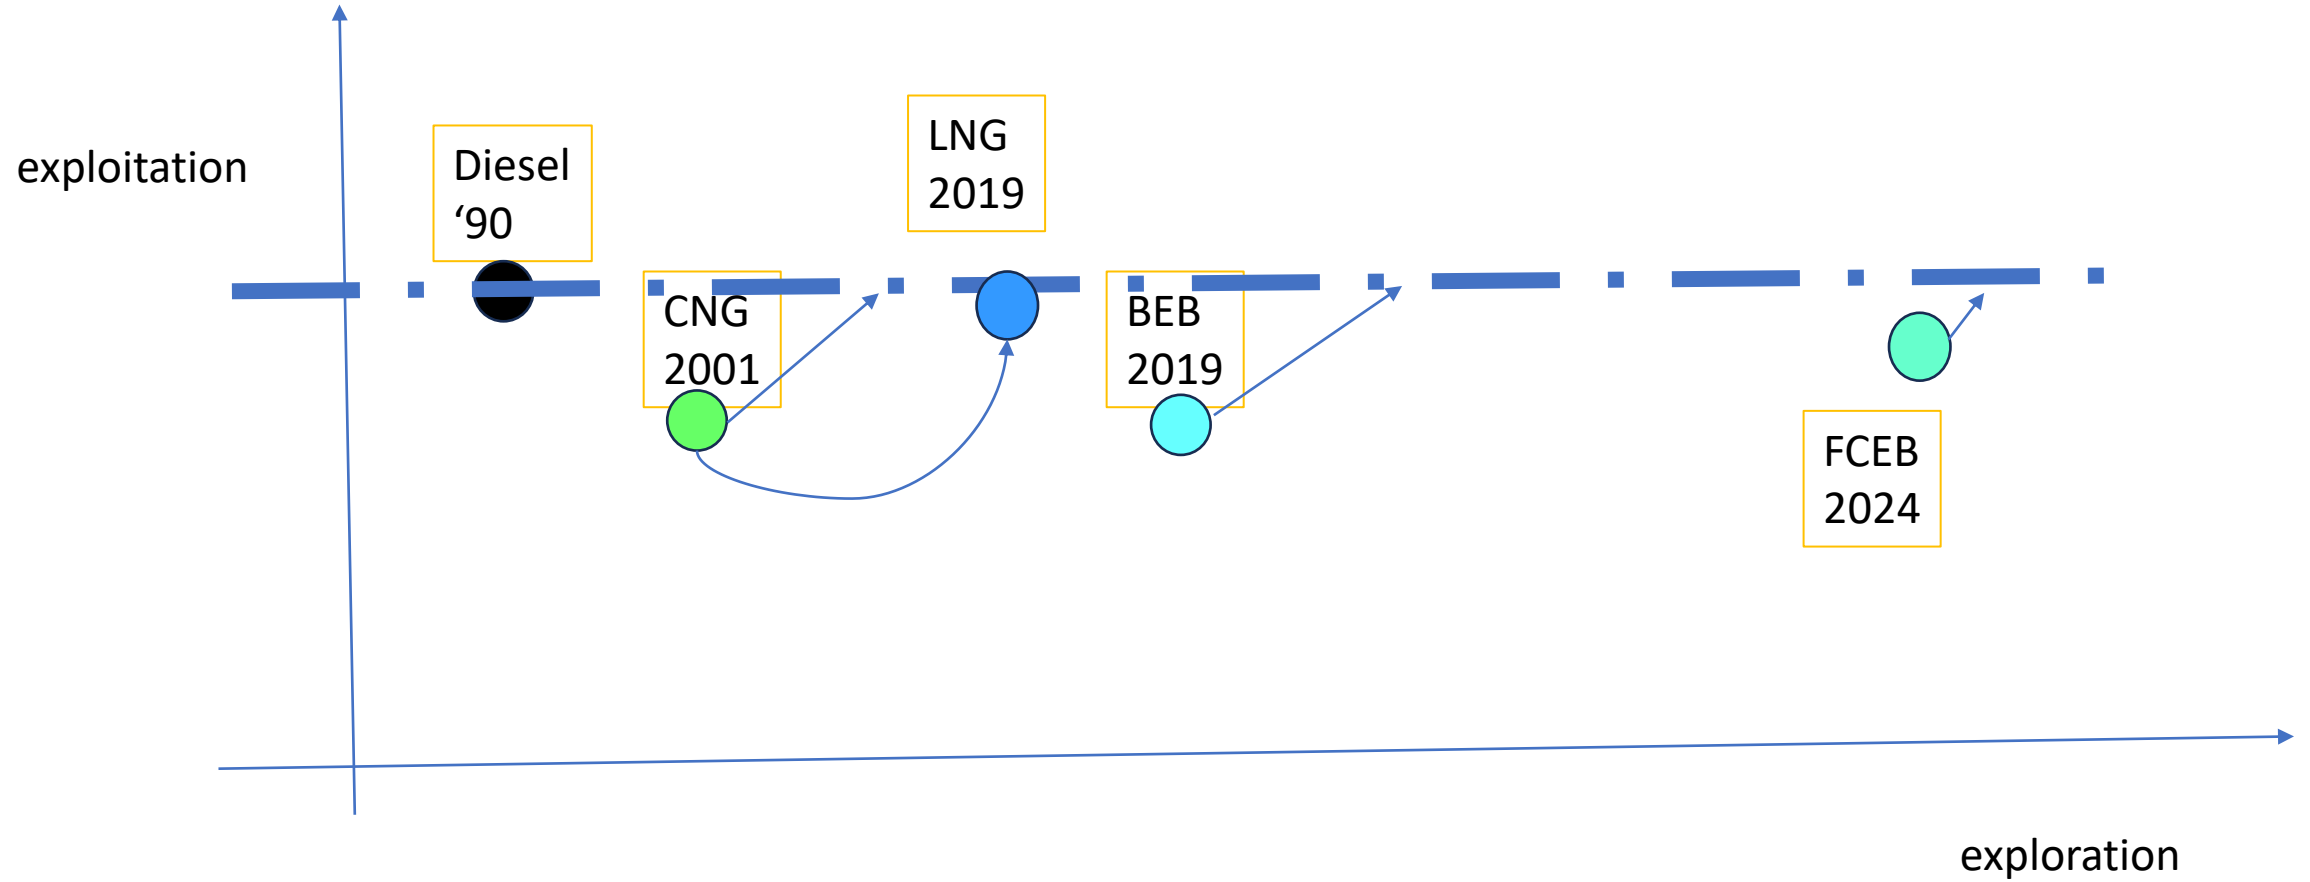 exploitation
Diesel
‘90
LNG
2019
CNG
2001
BEB
2019
FCEB
2024
exploration